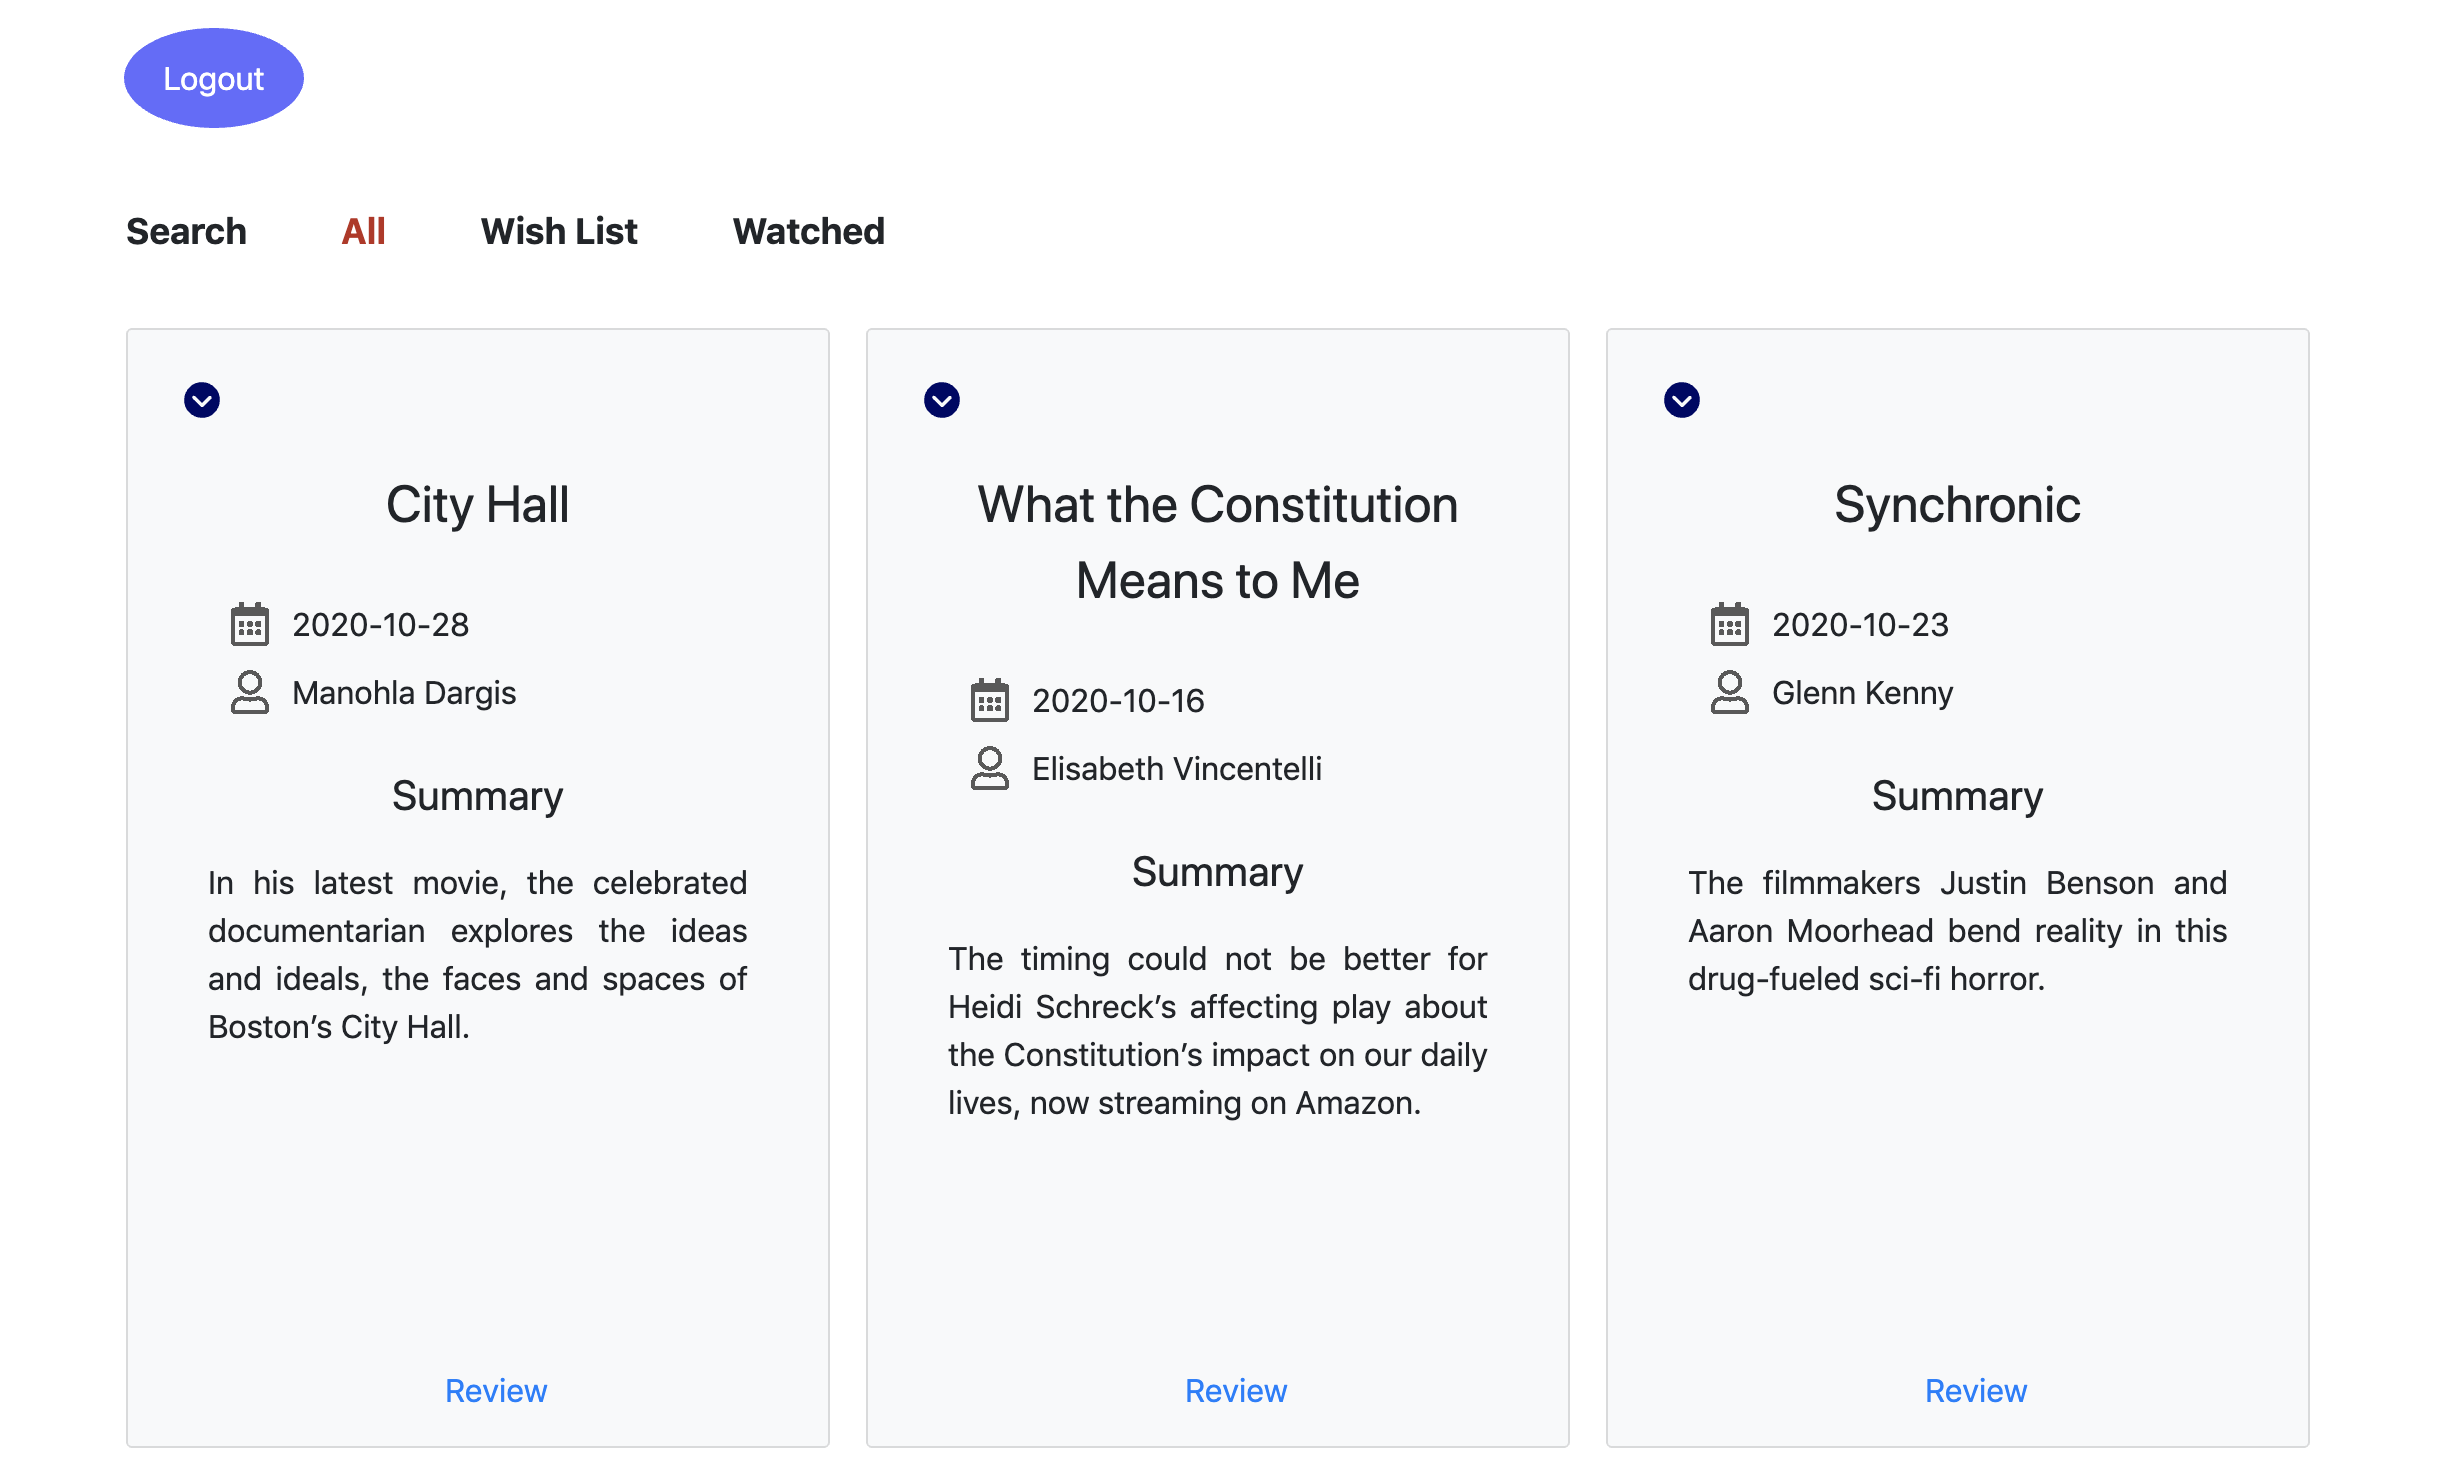 Logout
Search All Wish List Watched
City Hall
2020-10-28
Manohla Dargis
Summary
In his latest movie, the celebrated
documentarian explores the ideas
and ideals, the faces and spaces of
Boston’s City Hall.
Review
What the Constitution
Means to Me
2020-10-16
Elisabeth Vincentelli
Summary
The timing could not be better for
Heidi Schreck’s affecting play about
the Constitution’s impact on our daily
lives, now streaming on Amazon.
Review
Synchronic
2020-10-23
Glenn Kenny
Summary
The filmmakers Justin Benson and
Aaron Moorhead bend reality in this
drug-fueled sci-fi horror.
Review